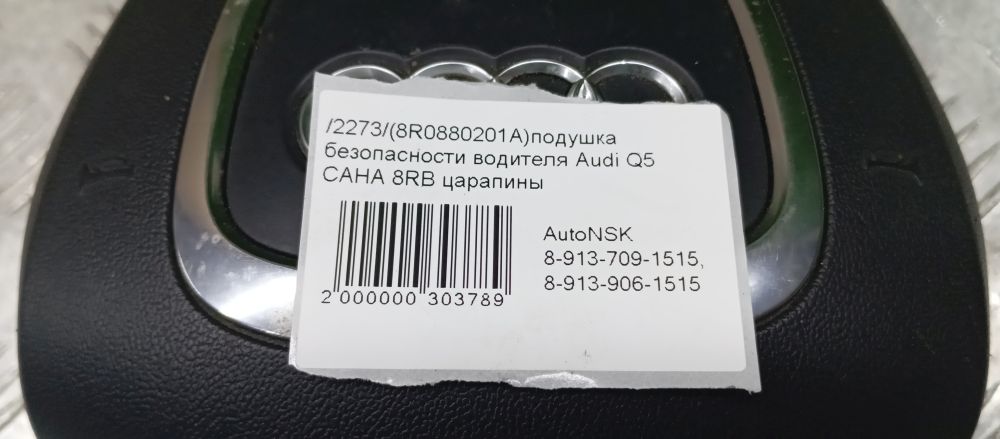 /2273/(8R0880201A)подушка
безопасности водителя Audi Q5
CAHA 8RB царапины
AutoNSK
8-913-709-1515,
8-913-906-1515
2 000000 303789